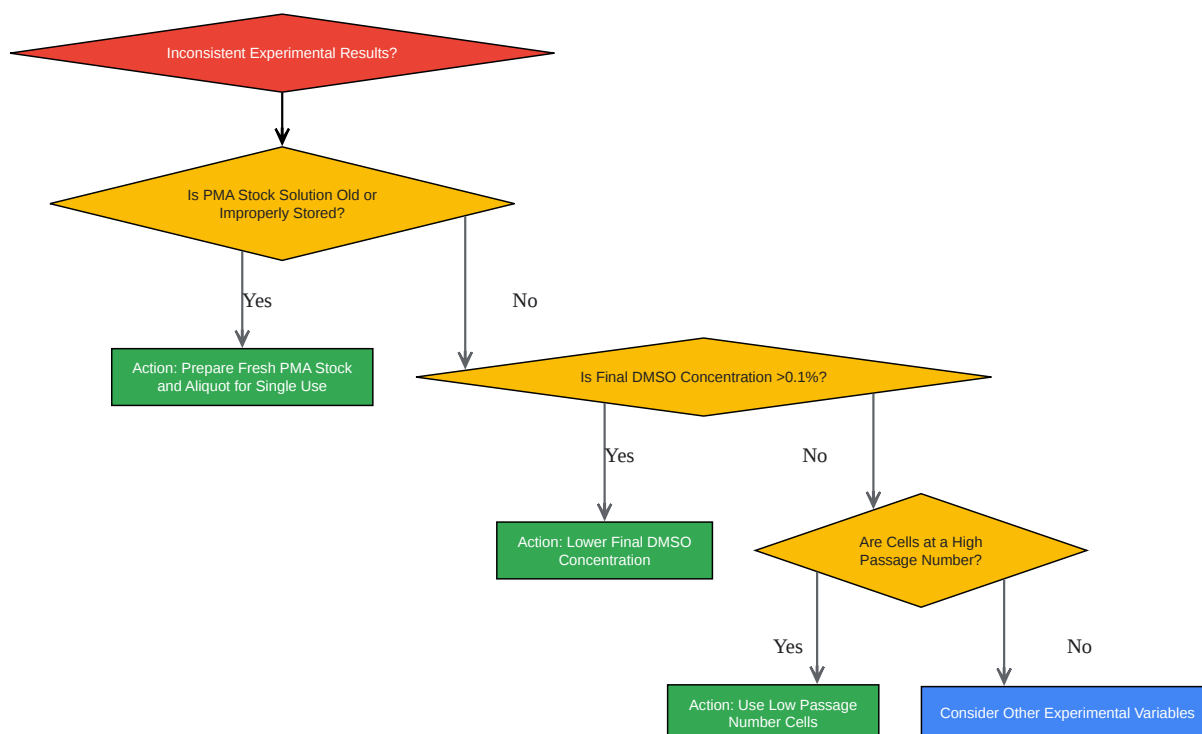 Inconsistent Experimental Results?
Is PMA Stock Solution Old or
Improperly Stored?
Yes
No
Action: Prepare Fresh PMA Stock
and Aliquot for Single Use
Is Final DMSO Concentration >0.1%?
Yes
No
Action: Lower Final DMSO
Concentration
Are Cells at a High
Passage Number?
Yes
No
Action: Use Low Passage
Number Cells
Consider Other Experimental Variables